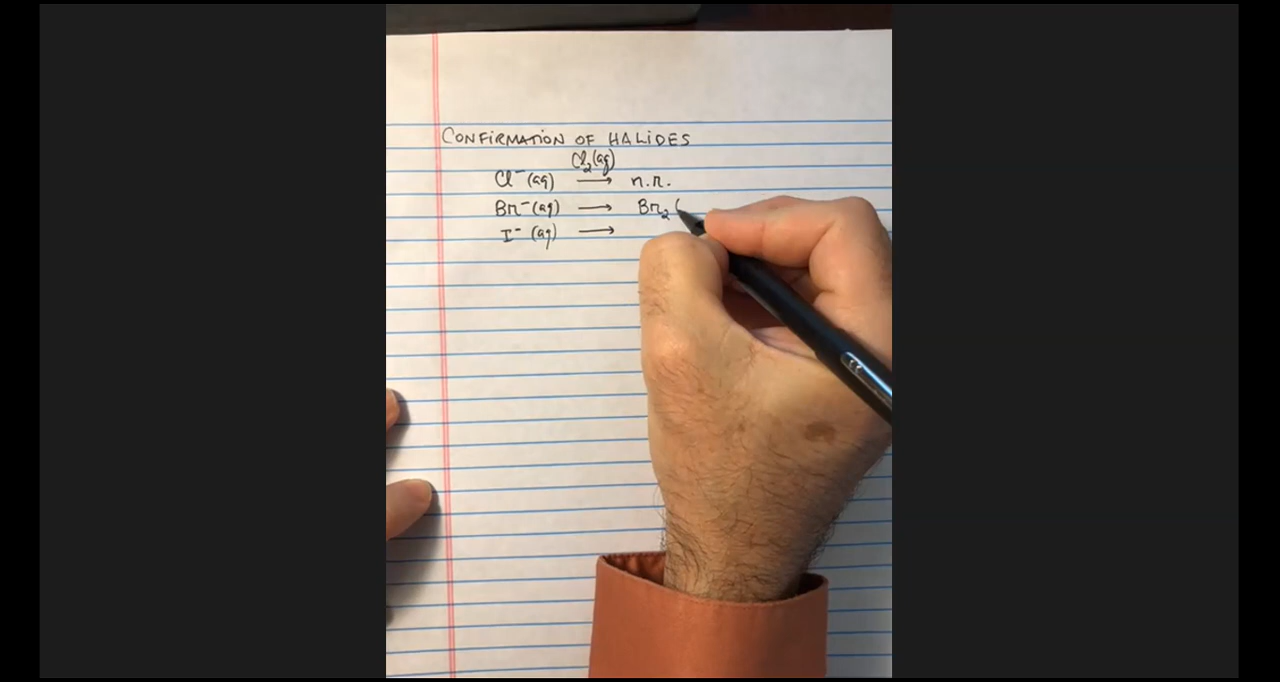 CONFIRMATION OF HALIDES
Cl₂(aq)
Cl⁻(aq) → n.r.
Br⁻(aq) → Br₂ (
I⁻(aq) →